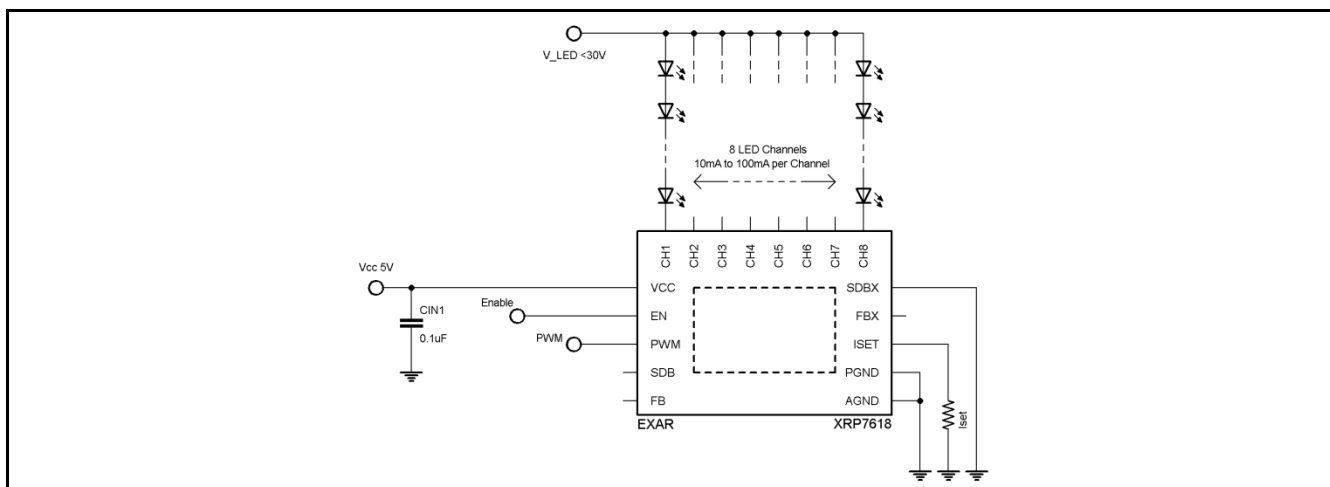 V_LED <30V
8 LED Channels
10mA to 100mA per Channel
CH1
CH2
CH3
CH4
CH5
CH6
CH7
CH8
Vcc 5V
CIN1
0.1uF
Enable
PWM
VCC
EN
PWM
SDB
FB
SDBX
FBX
ISET
PGND
AGND
Iset
EXAR
XRP7618